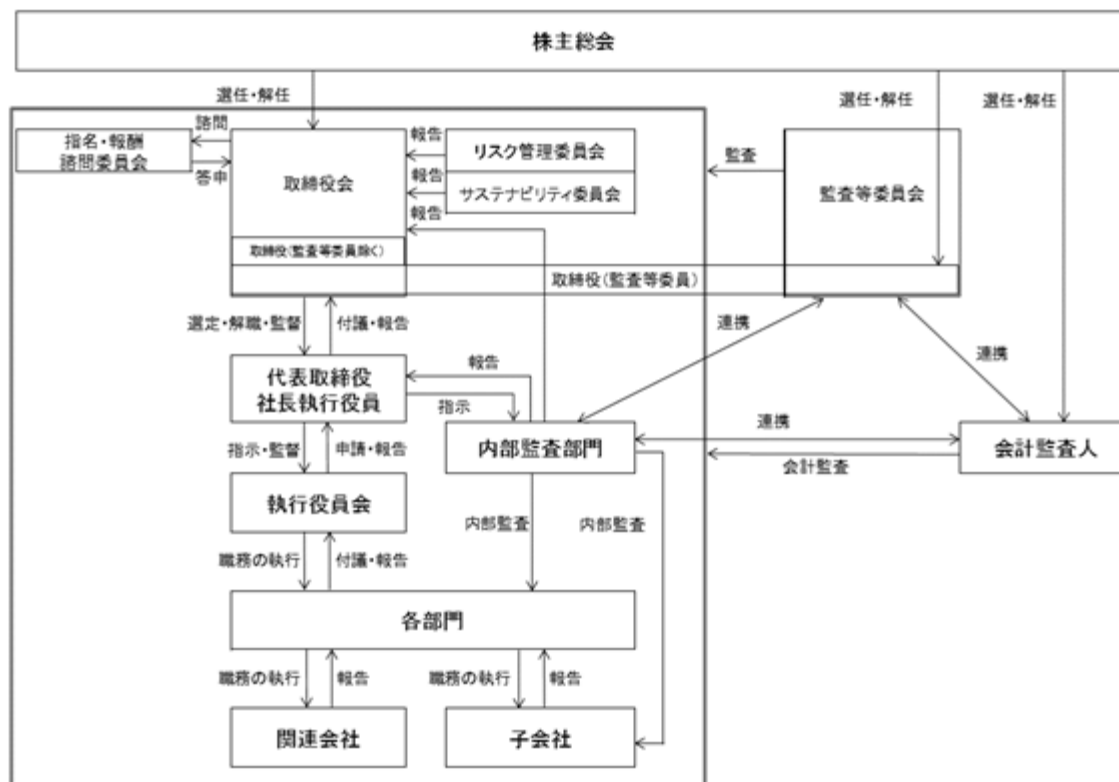 株主総会
選任・解任
選任・解任
選任・解任
指名・報酬
諮問委員会
諮問
答申
取締役会
報告
報告
報告
リスク管理委員会
サステナビリティ委員会
監査
監査等委員会
取締役(監査等委員除く)
取締役(監査等委員)
選定・解職・監督
付議・報告
連携
連携
代表取締役
社長執行役員
報告
指示
指示・監督
申請・報告
内部監査部門
連携
会計監査
会計監査人
執行役員会
内部監査
内部監査
職務の執行
付議・報告
各部門
職務の執行
報告
職務の執行
報告
関連会社
子会社